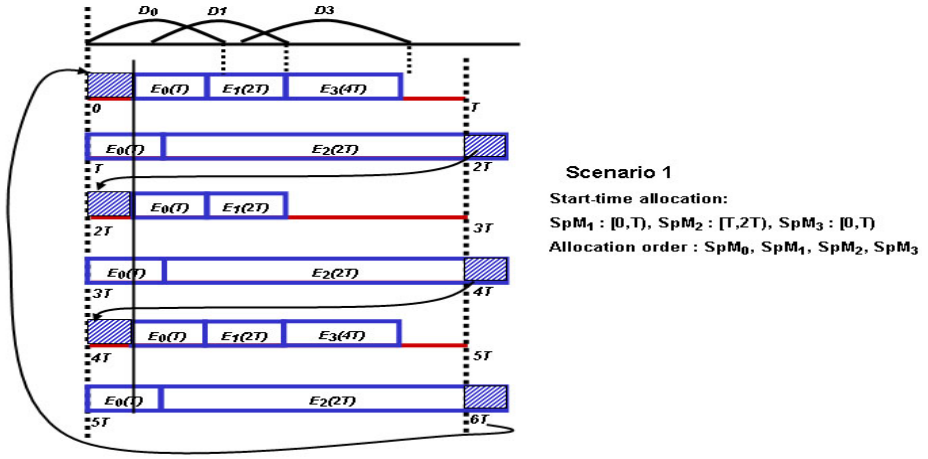 D0 D1 D3
E0(T) E1(2T) E3(4T)
0 T
E0(T) E2(2T)
T 2T
E0(T) E1(2T)
2T 3T
E0(T) E2(2T)
3T 4T
E0(T) E1(2T) E3(4T)
4T 5T
E0(T) E2(2T)
5T 6T
Scenario 1
Start-time allocation:
SpM1 : [0,T), SpM2 : [T,2T), SpM3 : [0,T)
Allocation order : SpM0, SpM1, SpM2, SpM3